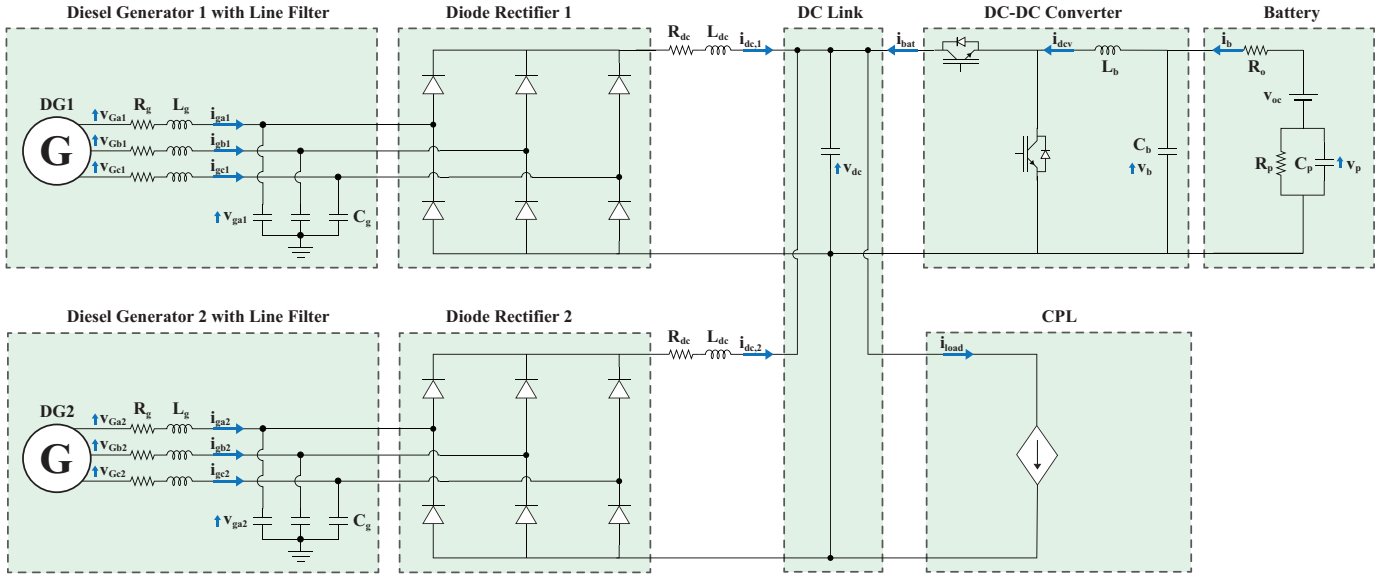 Diesel Generator 1 with Line Filter
Diode Rectifier 1
DC Link
DC-DC Converter
Battery
R_dc
L_dc
i_dc,1
i_bat
i_dcv
L_b
i_b
R_o
v_oc
DG1
G
v_Ga1
v_Gb1
v_Gc1
R_g
L_g
i_ga1
i_gb1
i_gc1
v_ga1
C_g
v_dc
C_b
v_b
R_p
C_p
v_p
Diesel Generator 2 with Line Filter
Diode Rectifier 2
R_dc
L_dc
i_dc,2
CPL
i_load
DG2
G
v_Ga2
v_Gb2
v_Gc2
R_g
L_g
i_ga2
i_gb2
i_gc2
v_ga2
C_g